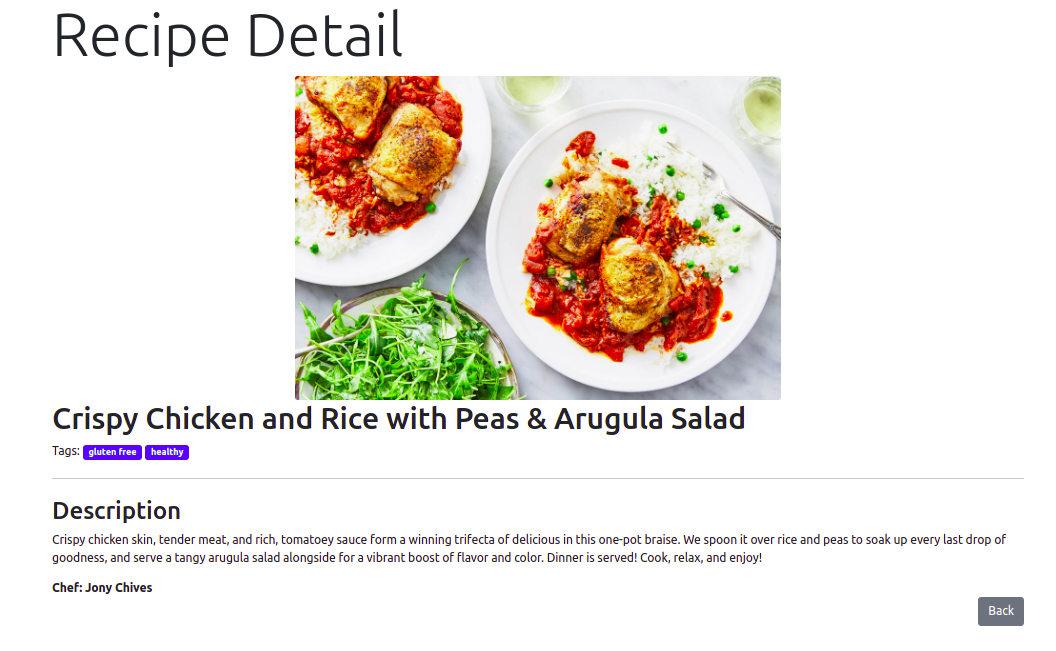 Recipe Detail
Crispy Chicken and Rice with Peas & Arugula Salad
Tags: gluten free healthy
Description
Crispy chicken skin, tender meat, and rich, tomatoey sauce form a winning trifecta of delicious in this one-pot braise. We spoon it over rice and peas to soak up every last drop of
goodness, and serve a tangy arugula salad alongside for a vibrant boost of flavor and color. Dinner is served! Cook, relax, and enjoy!
Chef: Jony Chives
Back